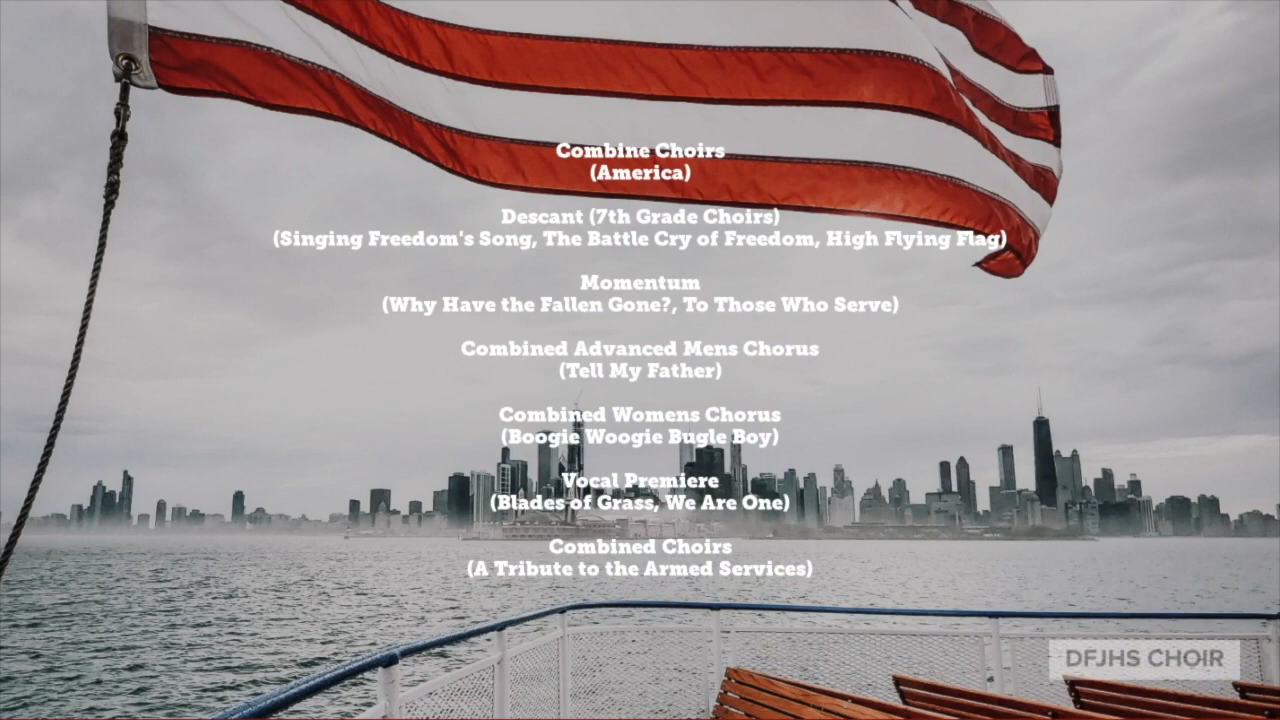 Combine Choirs
(America)
Descant (7th Grade Choirs)
(Singing Freedom's Song, The Battle Cry of Freedom, High Flying Flag)
Momentum
(Why Have the Fallen Gone?, To Those Who Serve)
Combined Advanced Mens Chorus
(Tell My Father)
Combined Womens Chorus
(Boogie Woogie Bugle Boy)
Vocal Premiere
(Blades of Grass, We Are One)
Combined Choirs
(A Tribute to the Armed Services)
DFJHS CHOIR